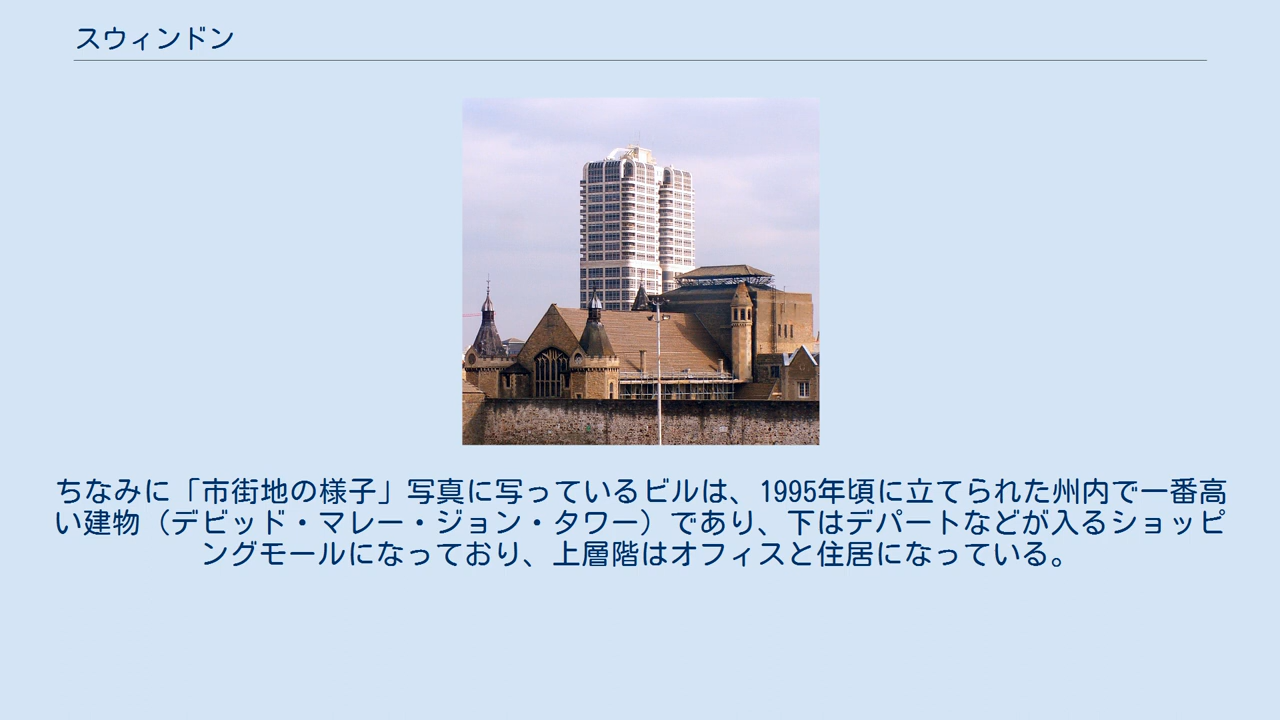 スウィンドン
ちなみに「市街地の様子」写真に写っているビルは、1995年頃に立てられた州内で一番高
い建物（デビッド・マレー・ジョン・タワー）であり、下はデパートなどが入るショッピ
ングモールになっており、上層階はオフィスと住居になっている。